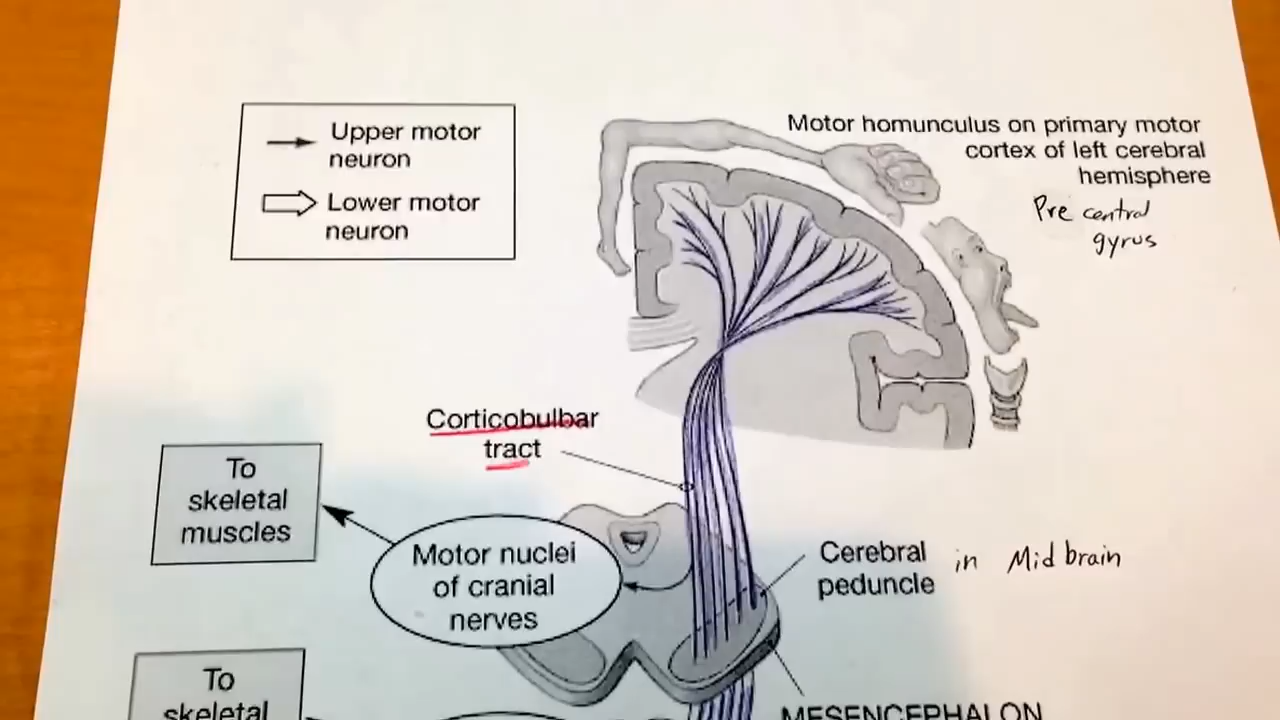 Upper motor
neuron
Lower motor
neuron
Motor homunculus on primary motor
cortex of left cerebral
hemisphere
Pre central
gyrus
Corticobulbar
tract
To
skeletal
muscles
Motor nuclei
of cranial
nerves
Cerebral
peduncle
in Mid brain
To
skeletal
MESENCEPHALON